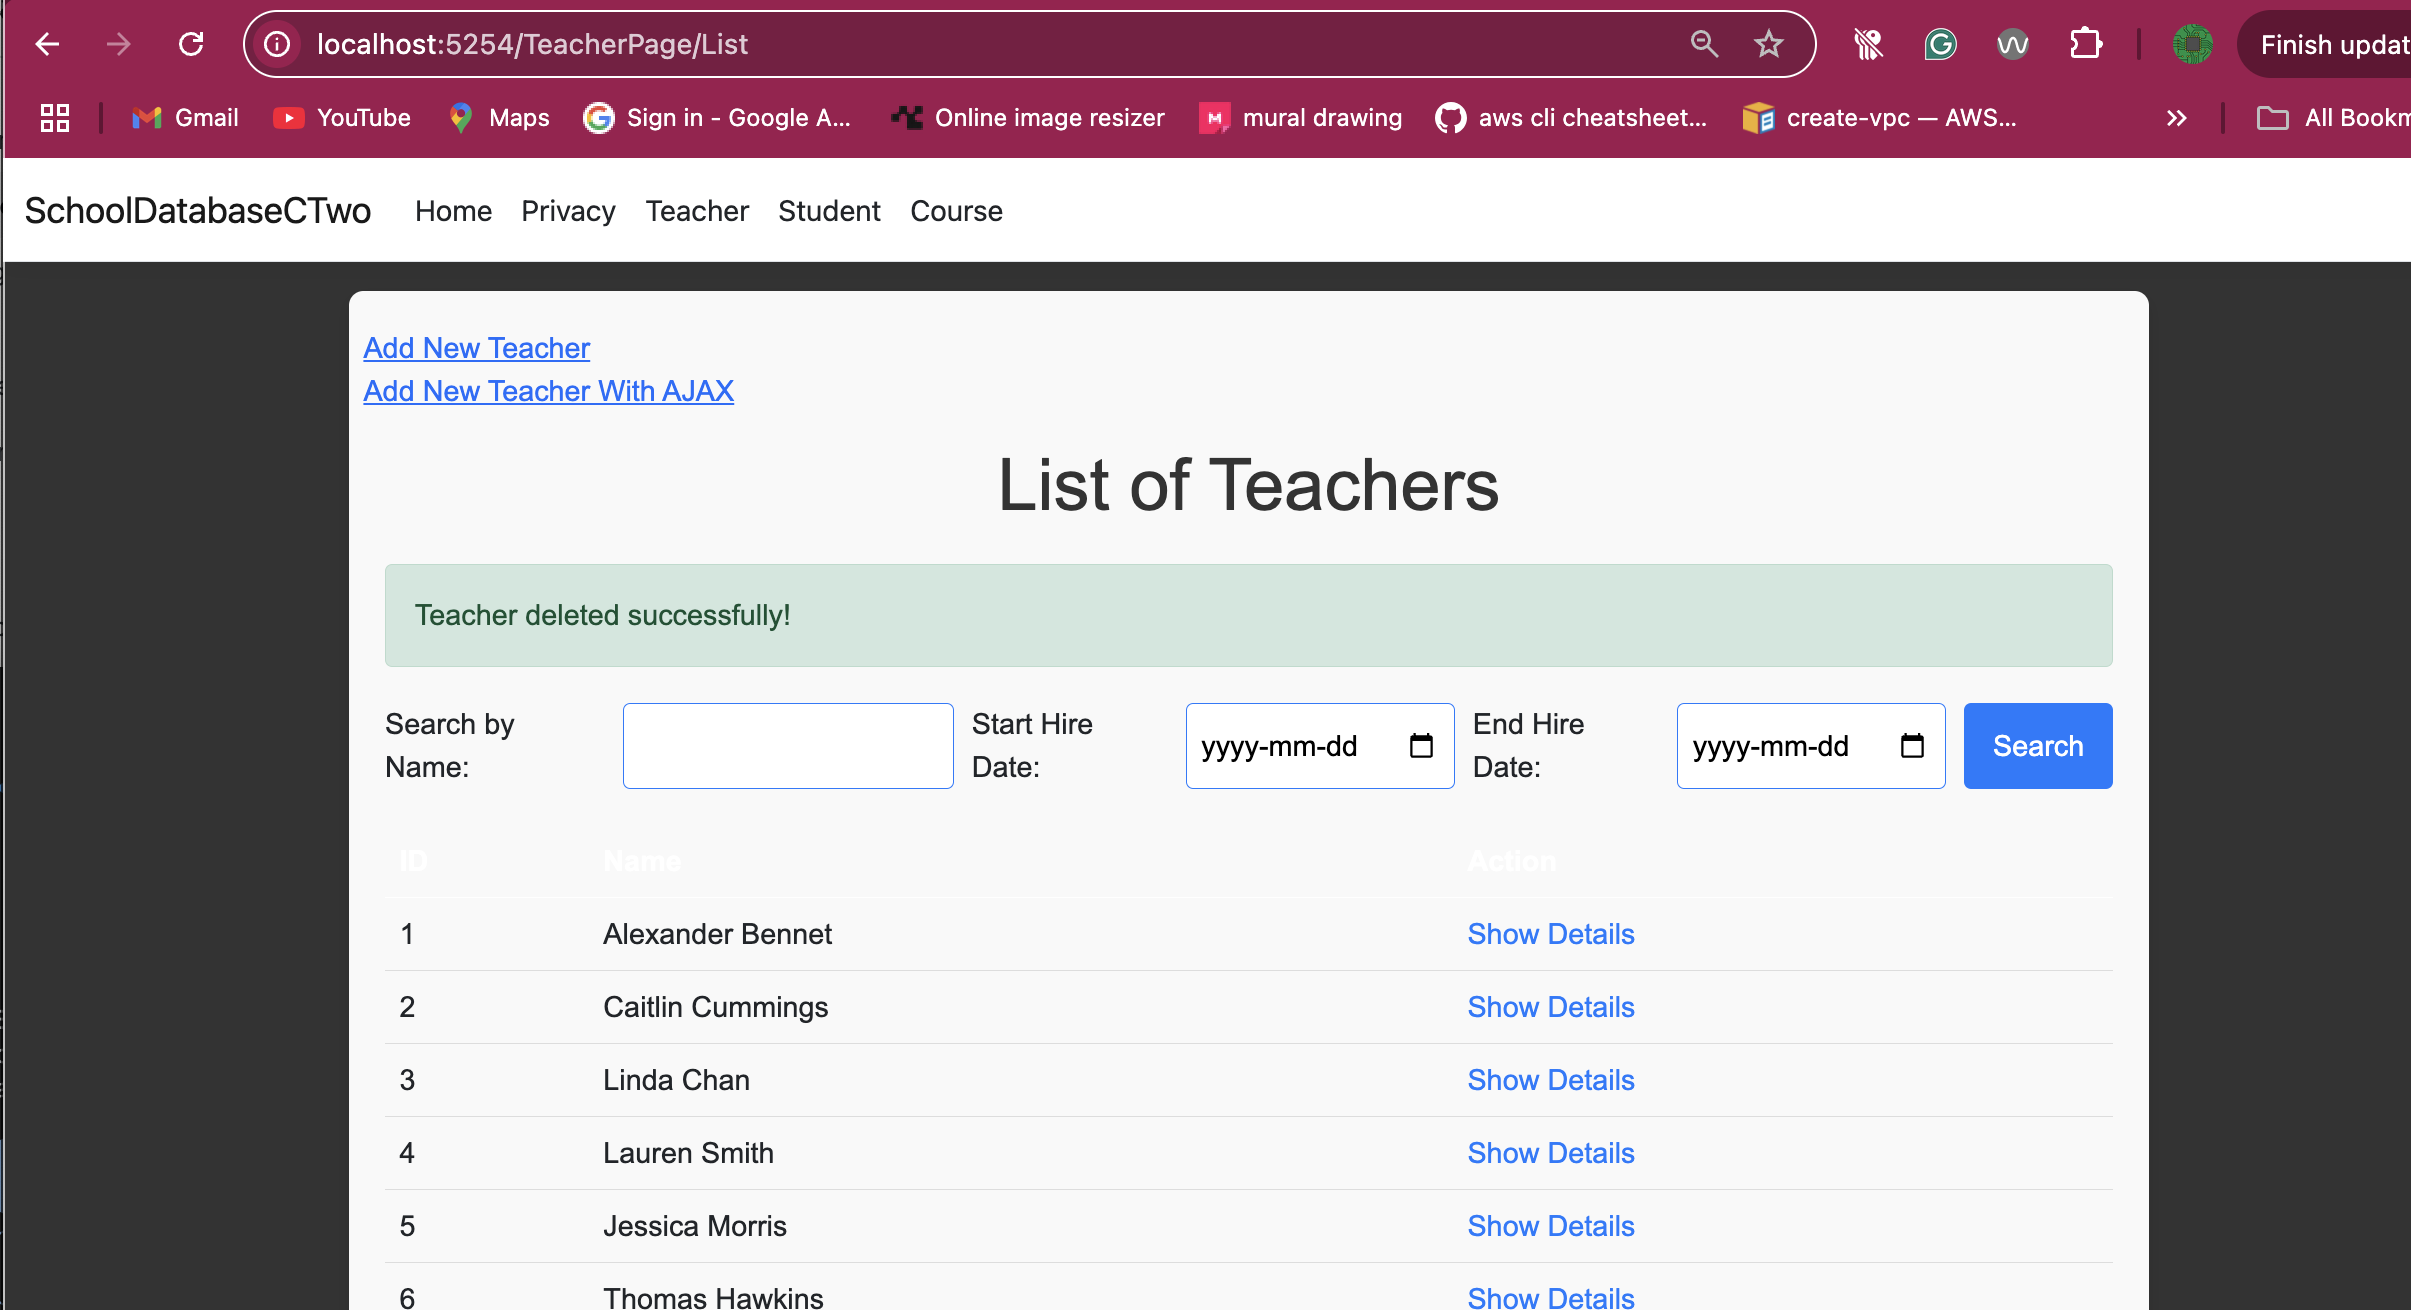 localhost:5254/TeacherPage/List
Finish updat
Gmail YouTube Maps Sign in - Google A... Online image resizer mural drawing aws cli cheatsheet... create-vpc — AWS... All Bookm
SchoolDatabaseCTwo Home Privacy Teacher Student Course
Add New Teacher
Add New Teacher With AJAX
List of Teachers
Teacher deleted successfully!
Search by Name: Start Hire Date: yyyy-mm-dd End Hire Date: yyyy-mm-dd Search
ID Name Action
1 Alexander Bennet Show Details
2 Caitlin Cummings Show Details
3 Linda Chan Show Details
4 Lauren Smith Show Details
5 Jessica Morris Show Details
6 Thomas Hawkins Show Details